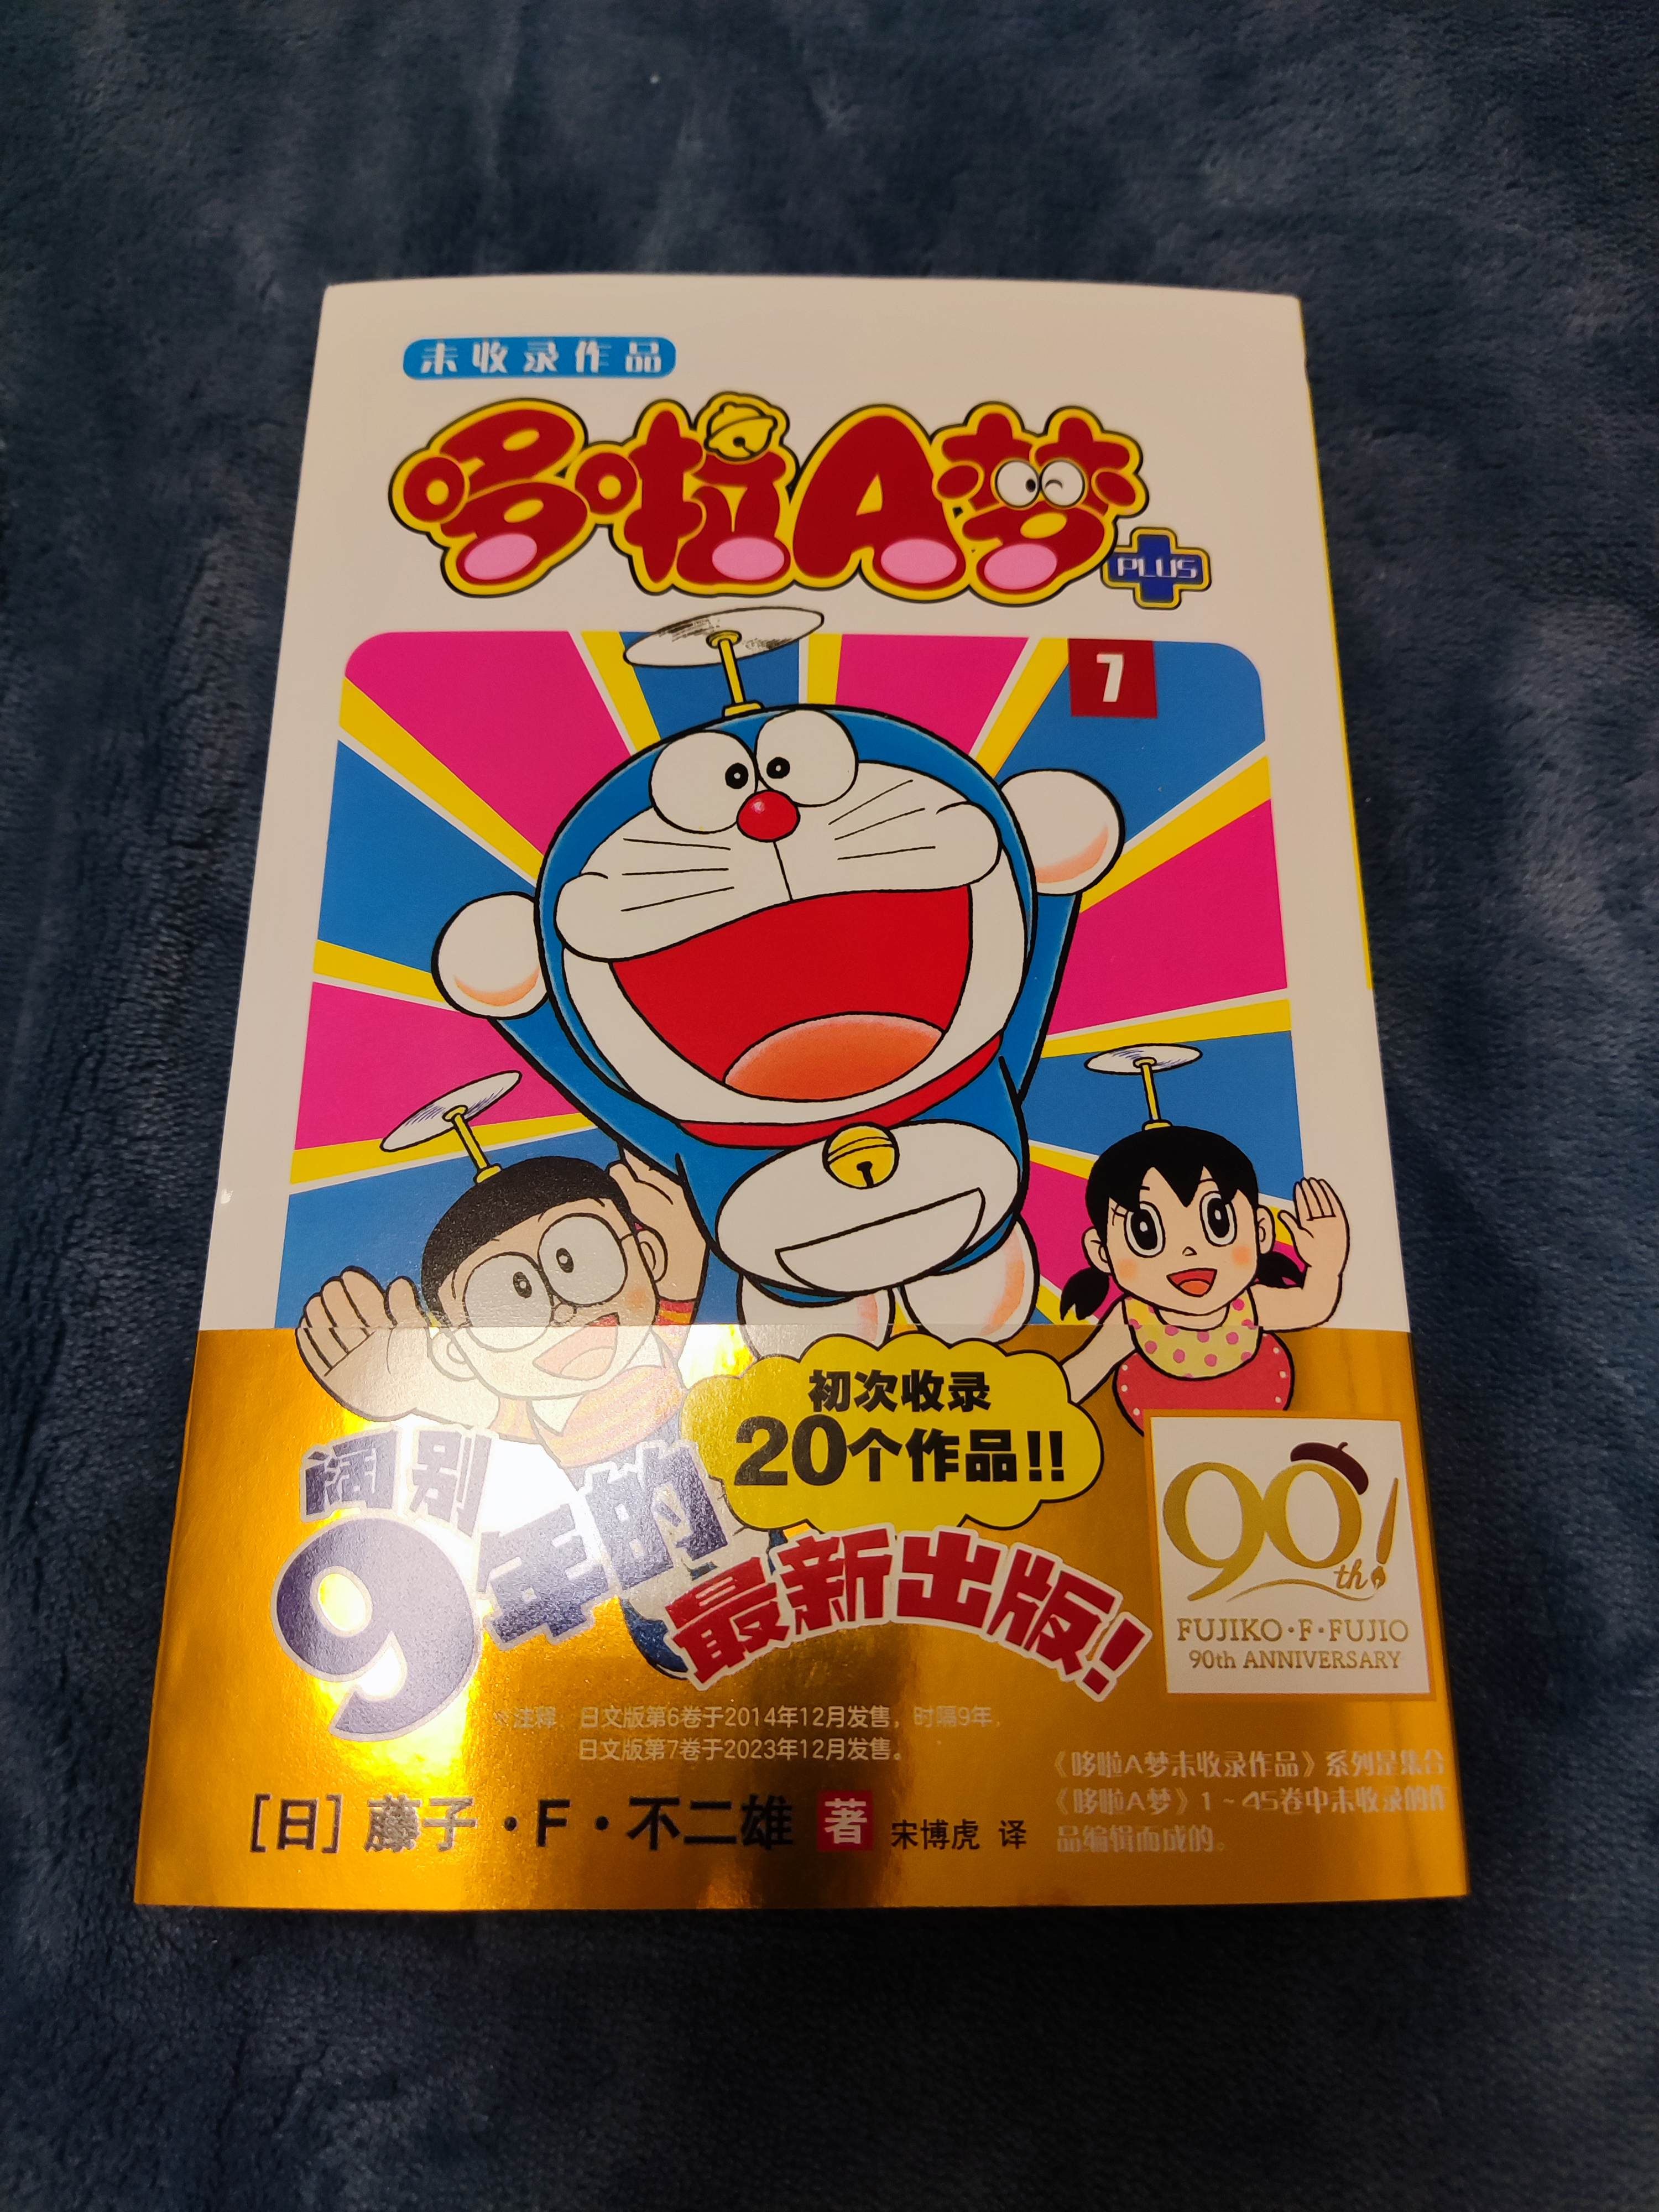 未收录作品
哆啦A梦
PLUS
7
初次收录
20个作品!!
阔别
9年的
最新出版!
90th!
FUJIKO·F·FUJIO
90th ANNIVERSARY
※注释：日文版第6卷于2014年12月发售，时隔9年，
日文版第7卷于2023年12月发售。
《哆啦A梦未收录作品》系列是集合
《哆啦A梦》1~45卷中未收录的作
品编辑而成的。
[日] 藤子·F·不二雄 著 宋博虎 译